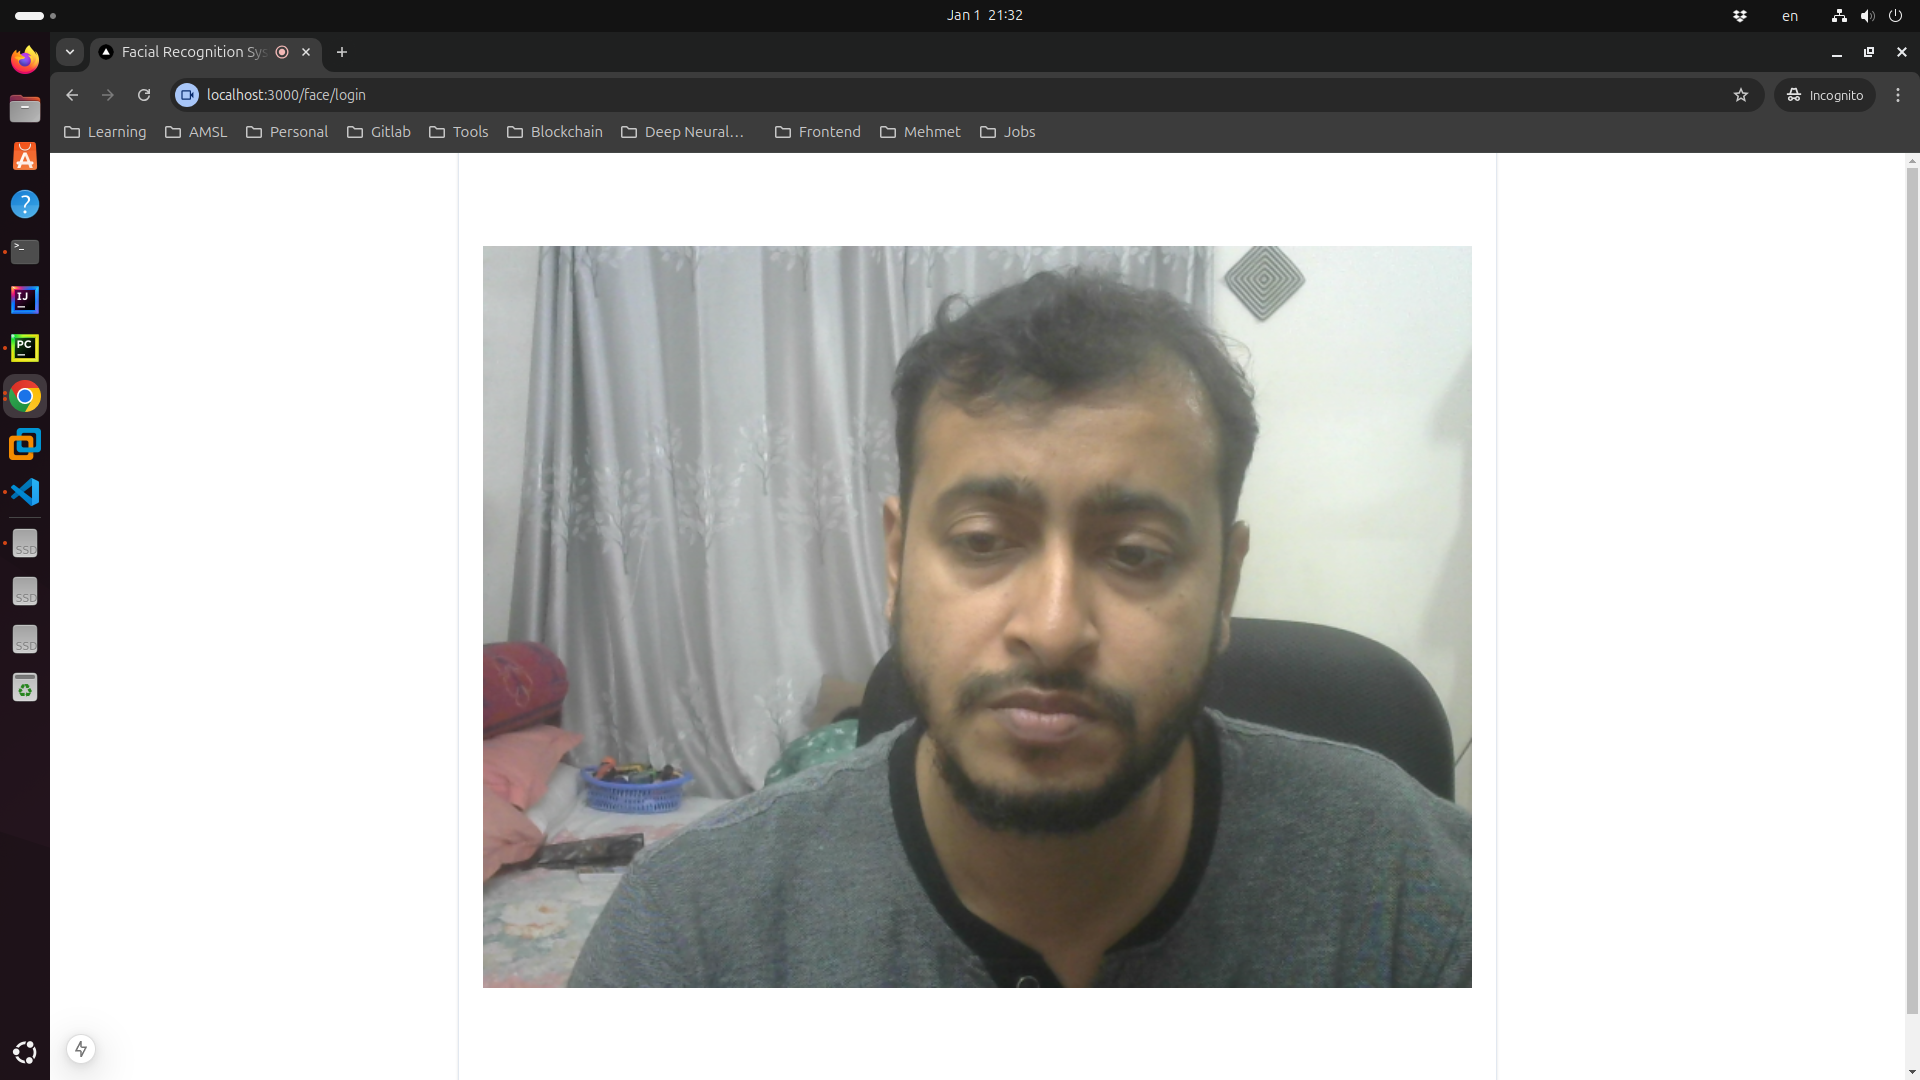 Jan 1 21:32
en
Facial Recognition Sys
localhost:3000/face/login
Incognito
Learning
AMSL
Personal
Gitlab
Tools
Blockchain
Deep Neural…
Frontend
Mehmet
Jobs
>_
IJ
PC
SSD
SSD
SSD